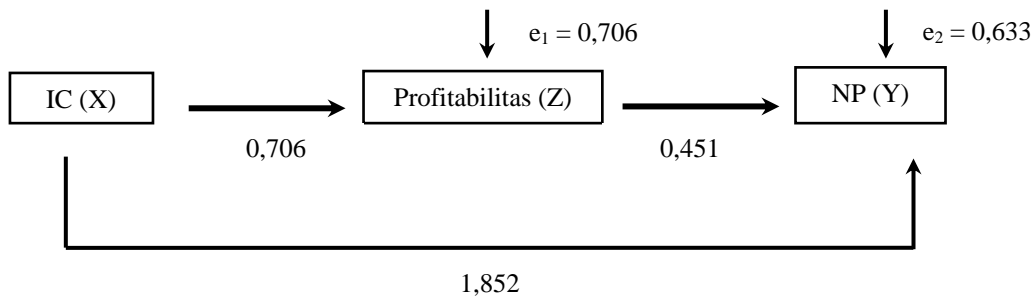 e₁ = 0,706
e₂ = 0,633
IC (X)
Profitabilitas (Z)
NP (Y)
0,706
0,451
1,852